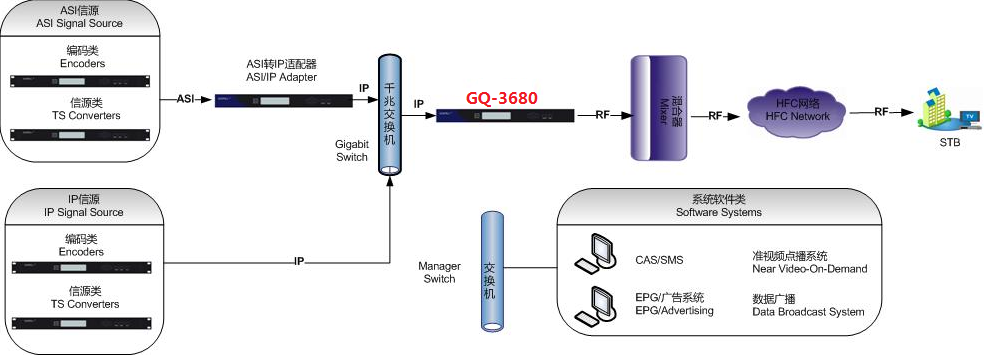 ASI信源
ASI Signal Source
编码类
Encoders
信源类
TS Converters
ASI
ASI转IP适配器
ASI/IP Adapter
IP
千兆交换机
Gigabit
Switch
IP
GQ-3680
RF
混合器
Mixer
RF
HFC网络
HFC Network
RF
TV
STB
IP信源
IP Signal Source
编码类
Encoders
信源类
TS Converters
IP
Manager
Switch
交换机
系统软件类
Software Systems
CAS/SMS
准视频点播系统
Near Video-On-Demand
EPG/广告系统
EPG/Advertising
数据广播
Data Broadcast System